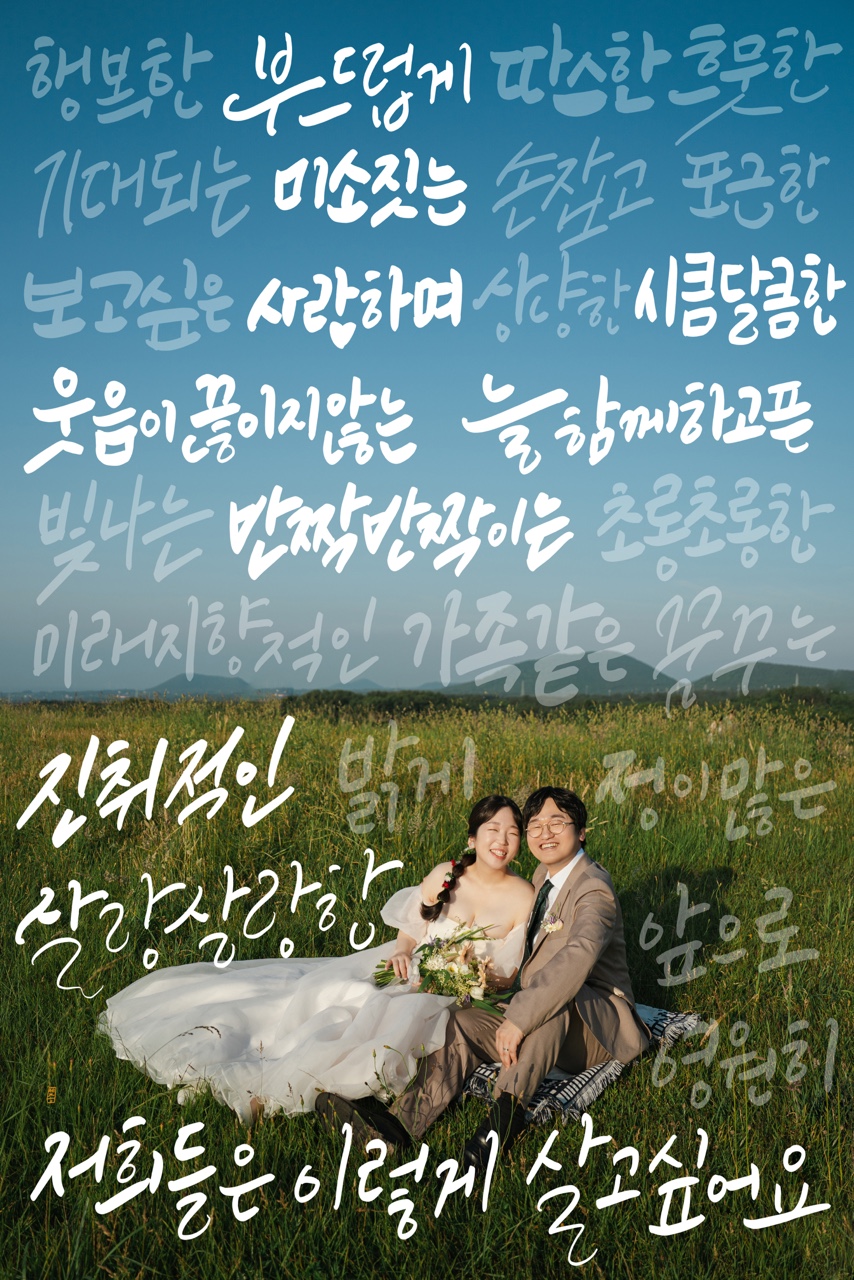 행복한 부드럽게 따스한 흐뭇한
기대되는 미소짓는 손잡고 포근한
보고싶은 사랑하며 상냥한 시큼달큼한
웃음이 끊이지않는 늘 함께하고픈
빛나는 반짝반짝이는 초롱초롱한
미래지향적인 가족같은 꿈꾸는
진취적인 밝게 정이많은
살랑살랑한 앞으로
영원히
저희들은 이렇게 살고싶어요